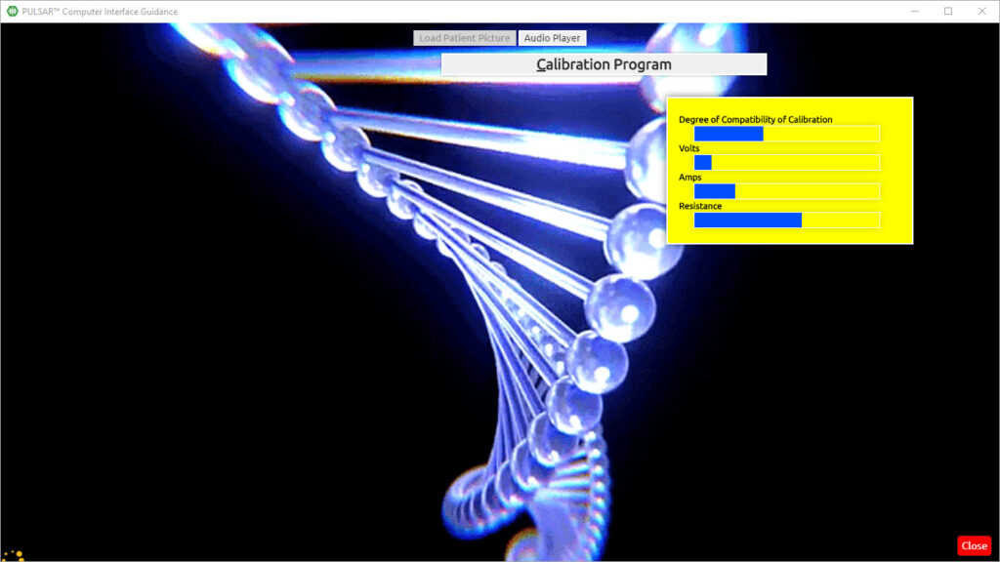 PULSAR™ Computer Interface Guidance
Load Patient Picture Audio Player
Calibration Program
Degree of Compatibility of Calibration
Volts
Amps
Resistance
Close